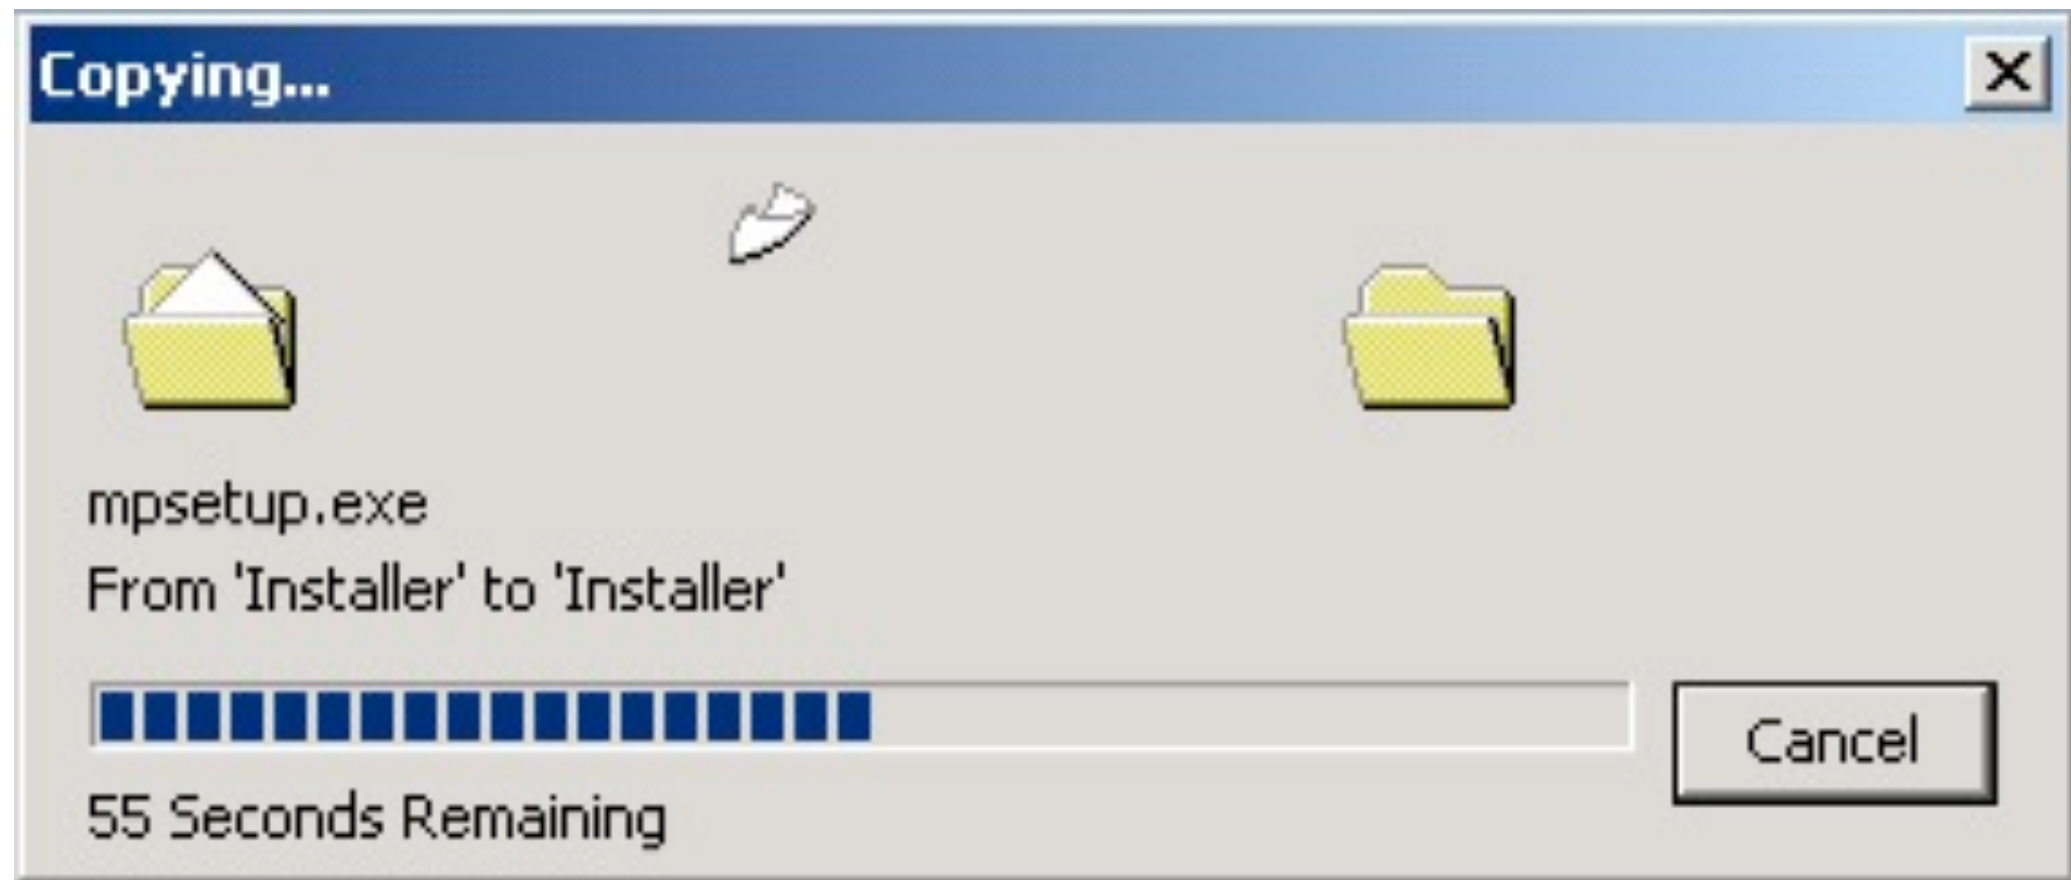 Copying...
mpsetup.exe
From 'Installer' to 'Installer'
Cancel
55 Seconds Remaining